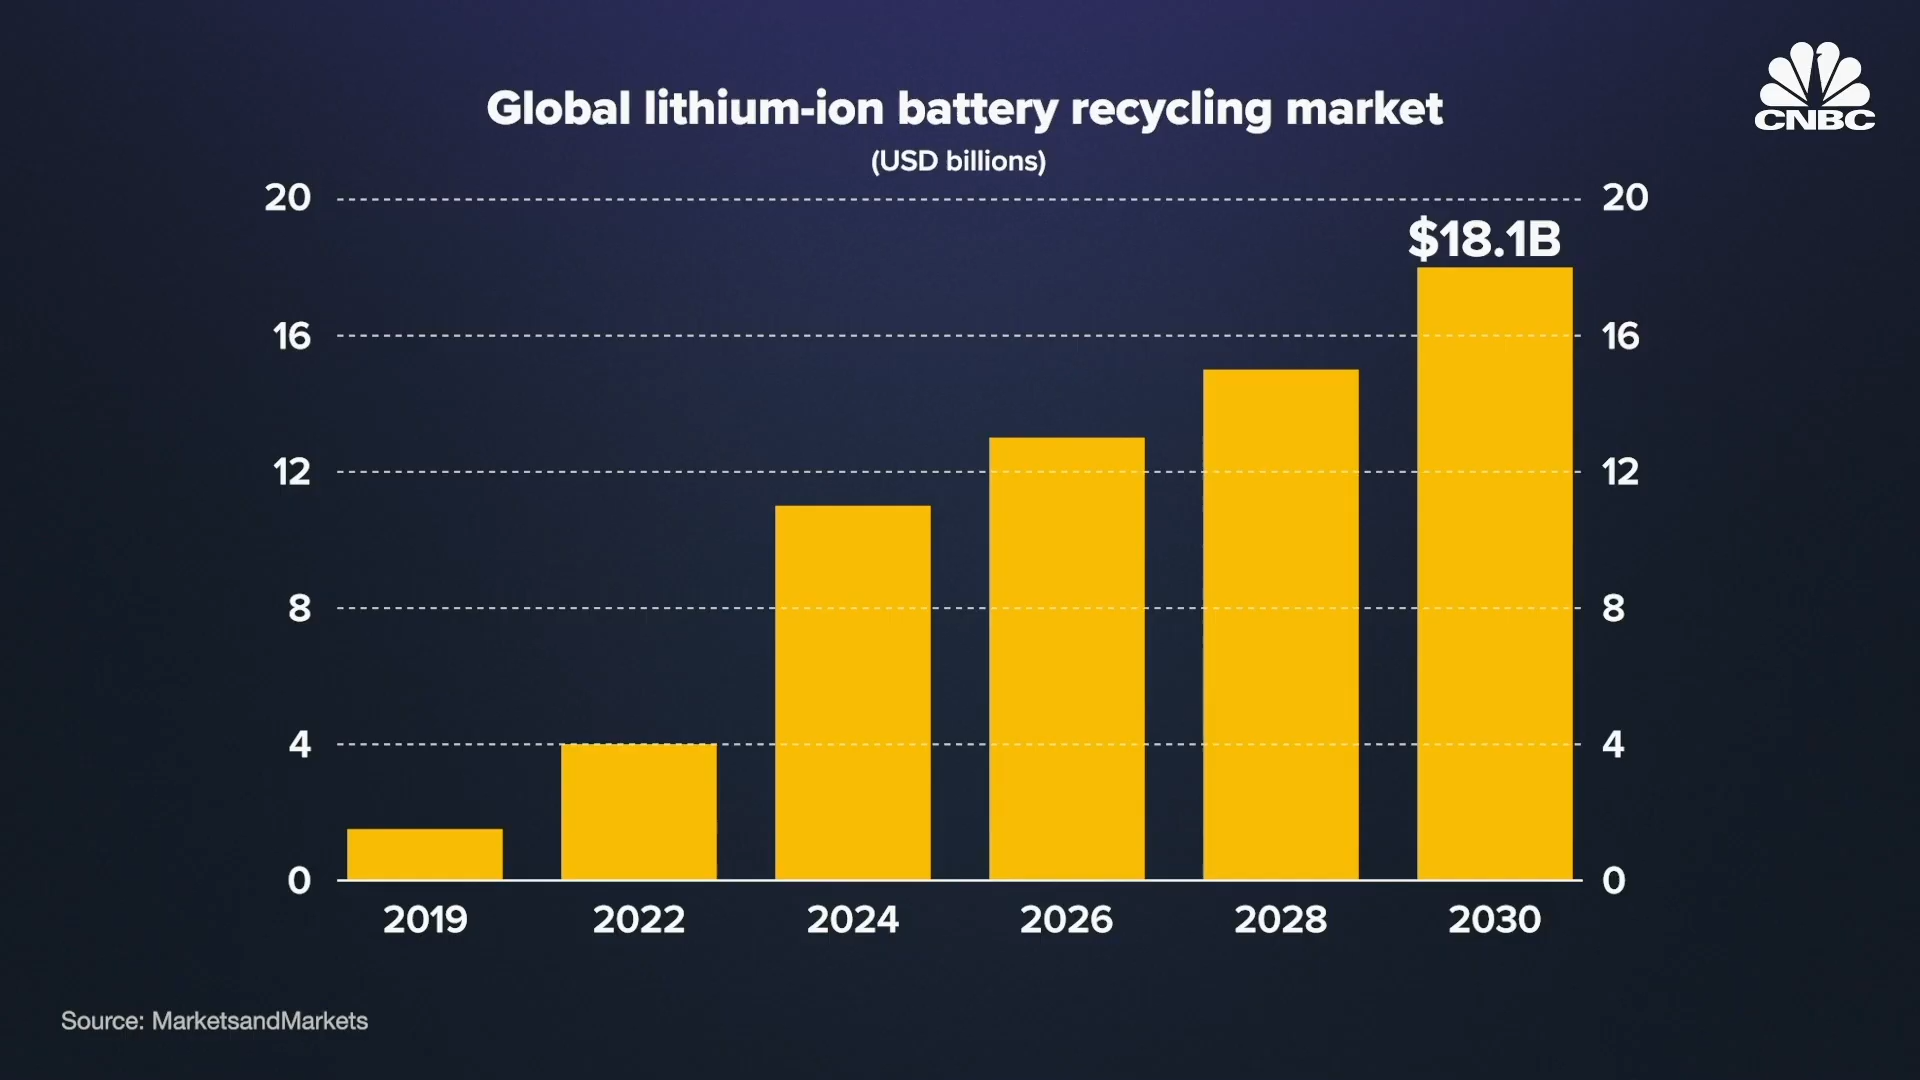 CNBC
Global lithium-ion battery recycling market
(USD billions)
20 20
$18.1B
16 16
12 12
8 8
4 4
0 0
2019 2022 2024 2026 2028 2030
Source: MarketsandMarkets